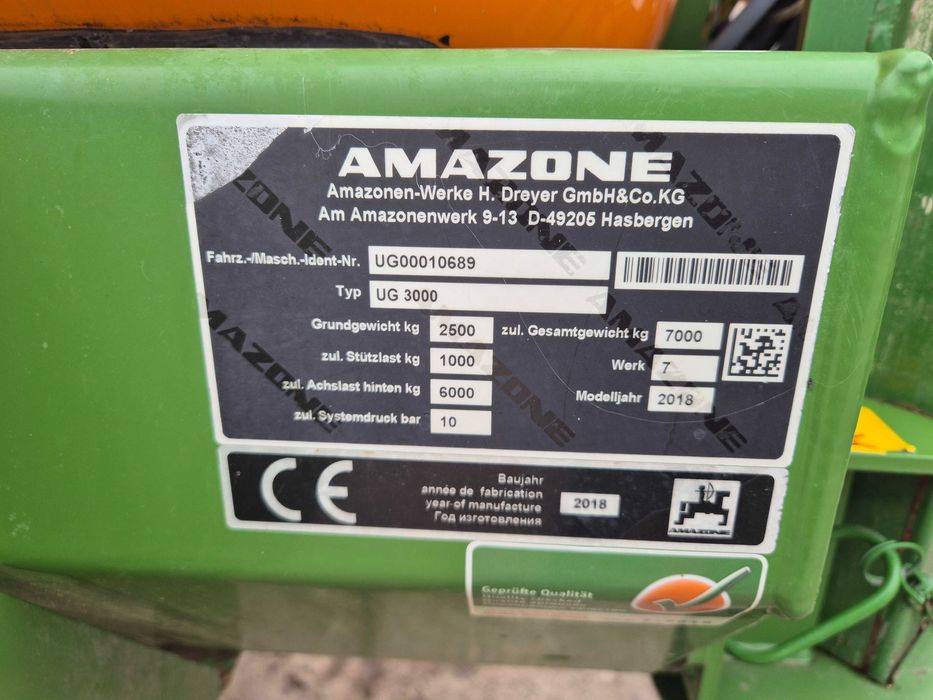 AMAZONE
Amazonen-Werke H. Dreyer GmbH&Co.KG
Am Amazonenwerk 9-13 D-49205 Hasbergen
Fahrz.-/Masch.-Ident-Nr. UG00010689
Typ UG 3000
Grundgewicht kg 2500 zul. Gesamtgewicht kg 7000
zul. Stützlast kg 1000 Werk 7
zul. Achslast hinten kg 6000 Modelljahr 2018
zul. Systemdruck bar 10
CE
Baujahr
année de fabrication
year of manufacture
Год изготовления
2018
AMAZONE
Geprüfte Qualität
Quality checked